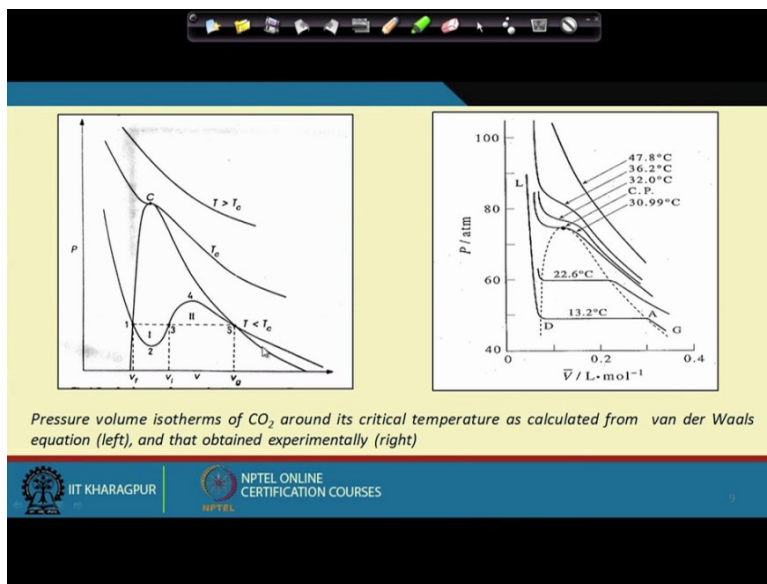 P
C
T > Tc
Tc
4
II
1
3
5
T < Tc
I
2
vf
vi
v
vg
100
80
60
40
P/atm
L
47.8°C
36.2°C
32.0°C
C.P.
30.99°C
22.6°C
13.2°C
A
D
G
0
0.2
0.4
V̅/L·mol⁻¹
Pressure volume isotherms of CO2 around its critical temperature as calculated from van der Waals
equation (left), and that obtained experimentally (right)
IIT KHARAGPUR
NPTEL
NPTEL ONLINE
CERTIFICATION COURSES
9